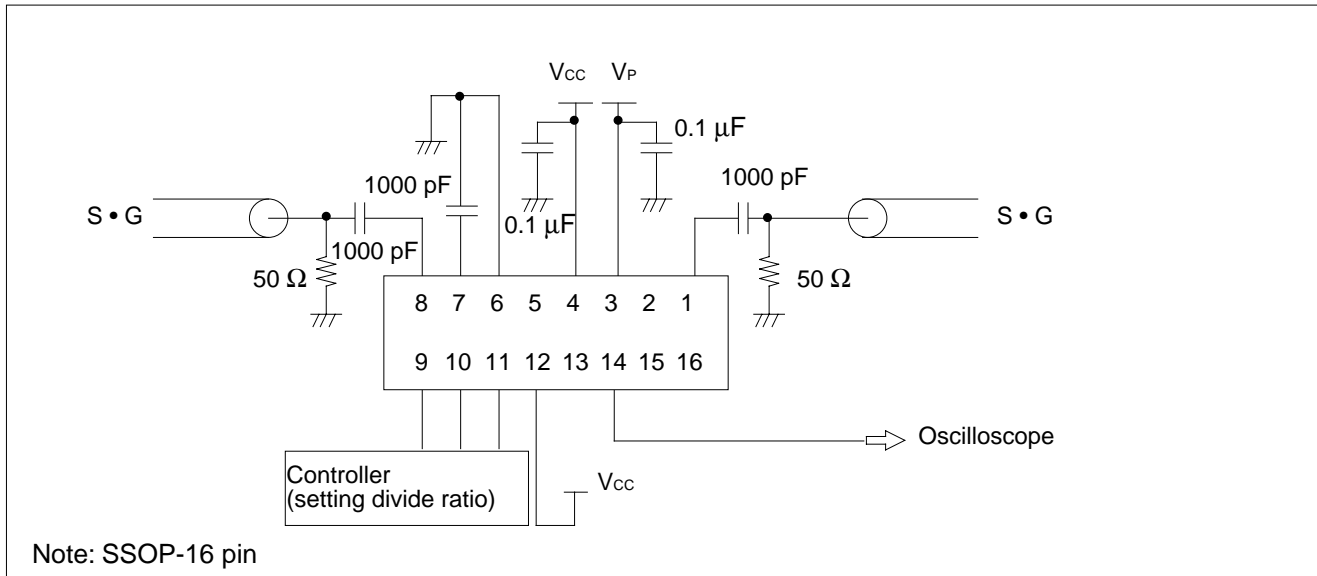 VCC VP
0.1 μF
1000 pF 1000 pF
S • G 0.1 μF S • G
1000 pF
50 Ω 50 Ω
8 7 6 5 4 3 2 1
9 10 11 12 13 14 15 16
Oscilloscope
Controller
(setting divide ratio)
VCC
Note: SSOP-16 pin